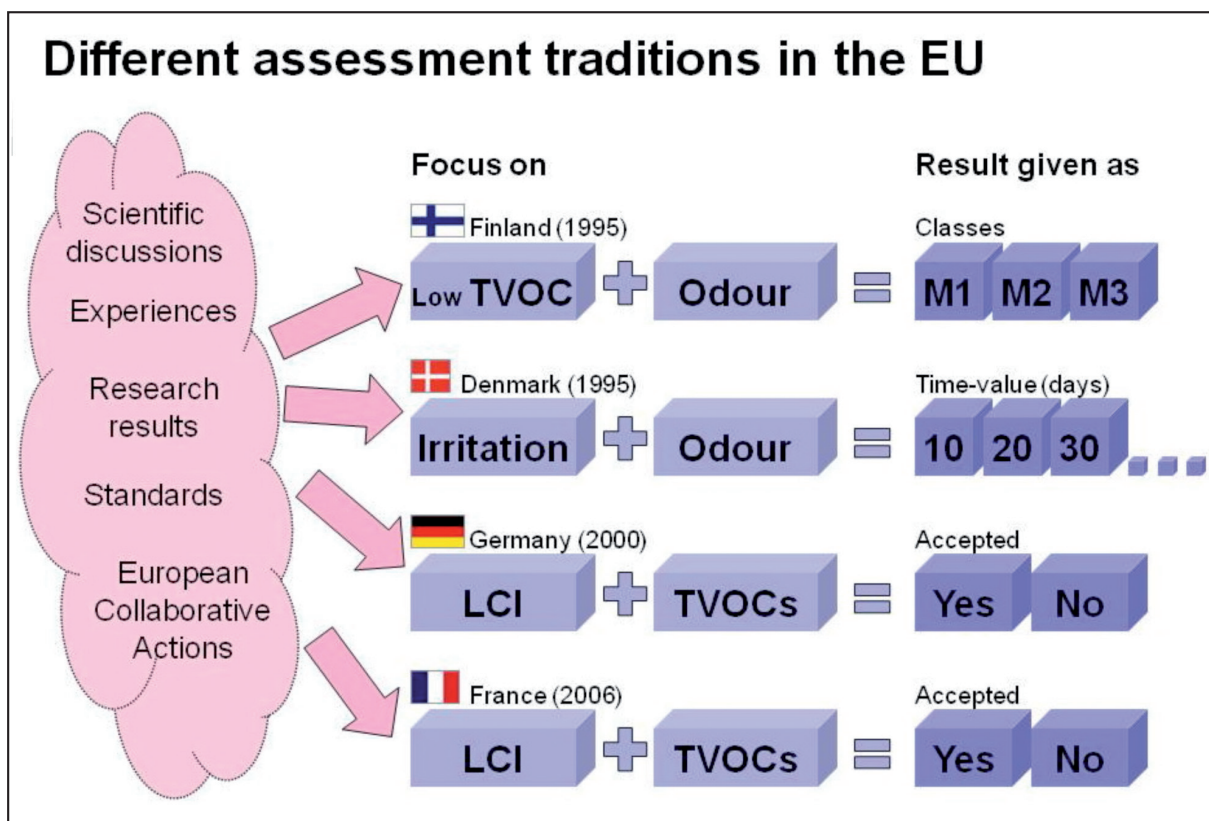 Different assessment traditions in the EU
Scientific
discussions
Experiences
Research
results
Standards
European
Collaborative
Actions
Focus on
Result given as
Finland (1995)
Classes
Low TVOC + Odour = M1 M2 M3
Denmark (1995)
Time-value (days)
Irritation + Odour = 10 20 30
Germany (2000)
Accepted
LCI + TVOCs = Yes No
France (2006)
Accepted
LCI + TVOCs = Yes No